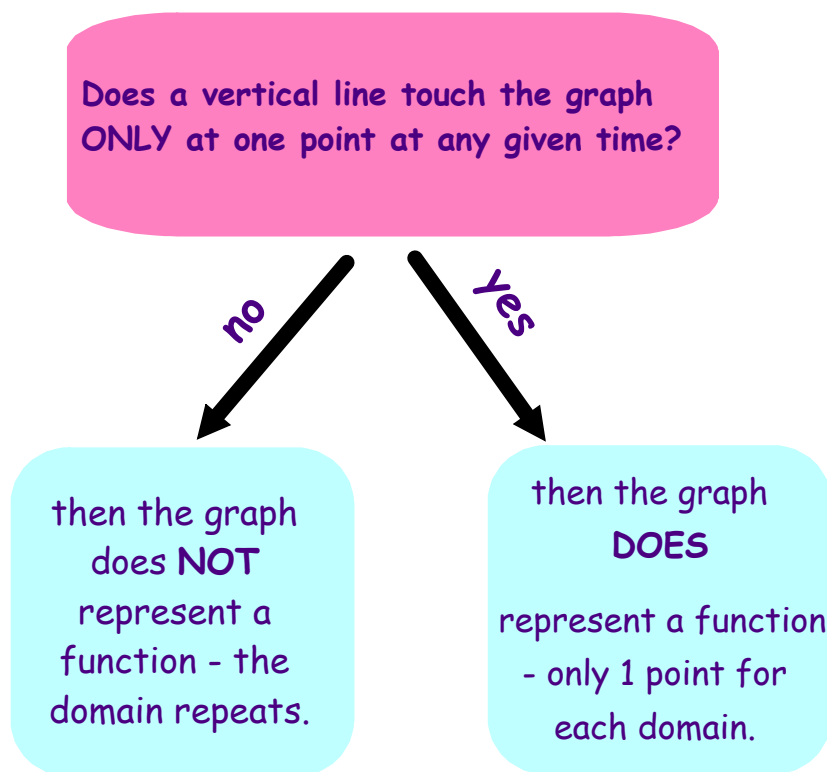 Does a vertical line touch the graph
ONLY at one point at any given time?
no
yes
then the graph
does NOT
represent a
function - the
domain repeats.
then the graph
DOES
represent a function
- only 1 point for
each domain.